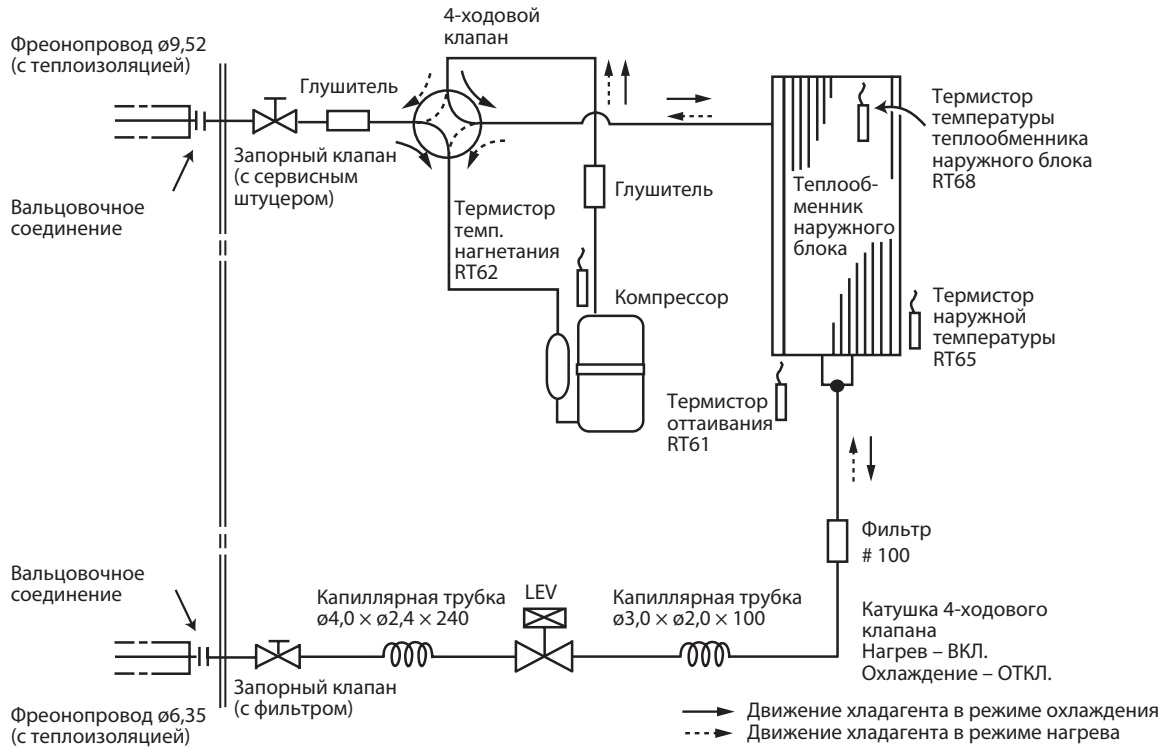 4-ходовой
клапан
Фреонопровод ø9,52
(с теплоизоляцией)
Глушитель
Запорный клапан
(с сервисным
штуцером)
Вальцовочное
соединение
Термистор
темп.
нагнетания
RT62
Глушитель
Компрессор
Теплооб-
менник
наружного
блока
Термистор
температуры
теплообменника
наружного блока
RT68
Термистор
наружной
температуры
RT65
Термистор
оттаивания
RT61
Фильтр
# 100
Вальцовочное
соединение
Капиллярная трубка
ø4,0 × ø2,4 × 240
LEV
Капиллярная трубка
ø3,0 × ø2,0 × 100
Катушка 4-ходового
клапана
Нагрев – ВКЛ.
Охлаждение – ОТКЛ.
Запорный клапан
(с фильтром)
Фреонопровод ø6,35
(с теплоизоляцией)
Движение хладагента в режиме охлаждения
Движение хладагента в режиме нагрева